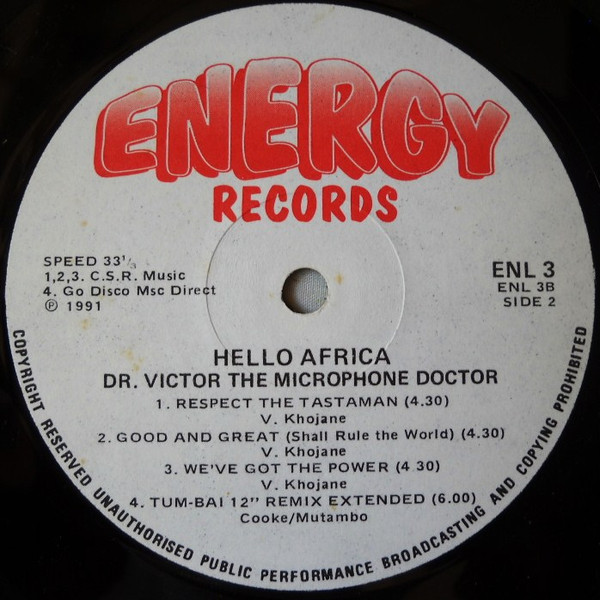 ENERGY
RECORDS
SPEED 33⅓
1,2,3. C.S.R. Music
4. Go Disco Msc Direct
℗ 1991
ENL 3
ENL 3B
SIDE 2
HELLO AFRICA
DR. VICTOR THE MICROPHONE DOCTOR
1. RESPECT THE TASTAMAN (4.30)
V. Khojane
2. GOOD AND GREAT (Shall Rule the World) (4.30)
V. Khojane
3. WE'VE GOT THE POWER (4 30)
V. Khojane
4. TUM-BAI 12" REMIX EXTENDED (6.00)
Cooke/Mutambo
COPYRIGHT RESERVED UNAUTHORISED PUBLIC PERFORMANCE BROADCASTING AND COPYING PROHIBITED